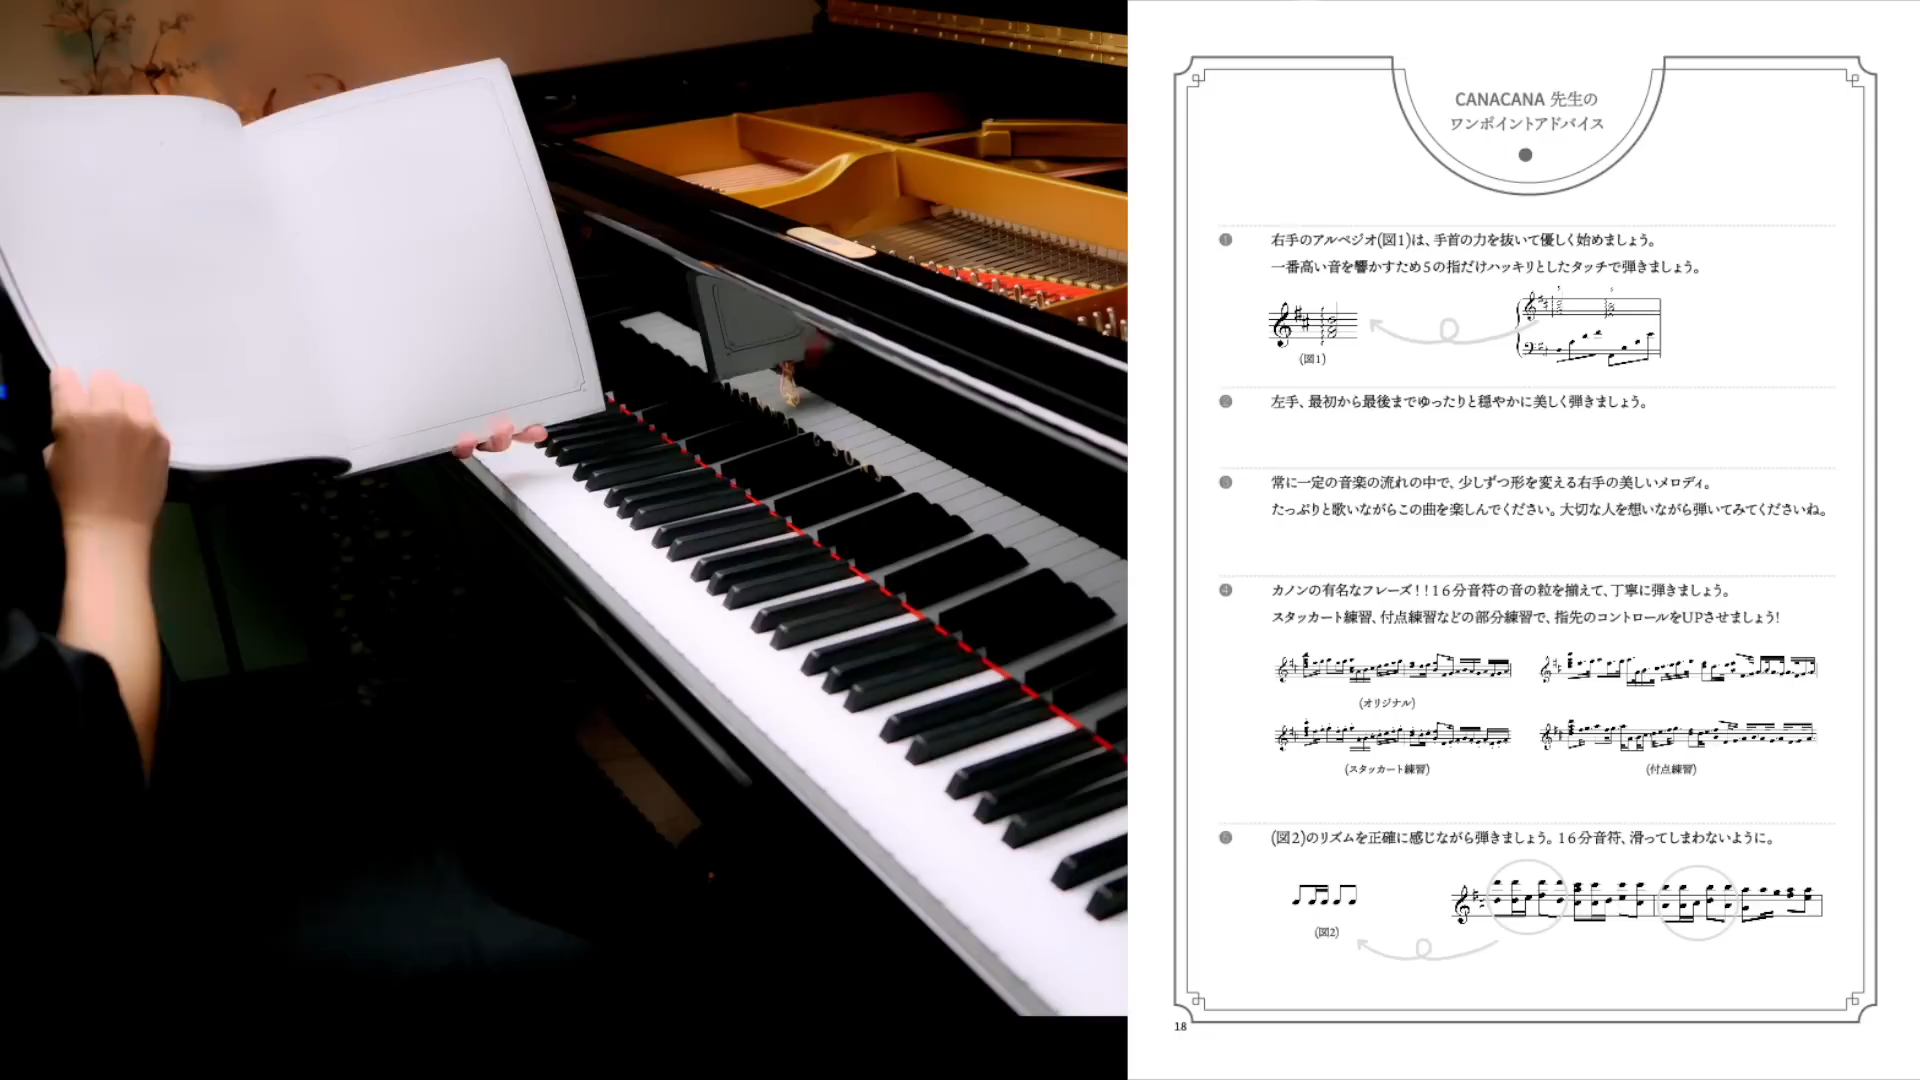 CANACANA 先生の
ワンポイントアドバイス
1 右手のアルペジオ(図1)は、手首の力を抜いて優しく始めましょう。
一番高い音を響かすため5の指だけハッキリとしたタッチで弾きましょう。
(図1)
2 左手、最初から最後までゆったりと穏やかに美しく弾きましょう。
3 常に一定の音楽の流れの中で、少しずつ形を変える右手の美しいメロディ。
たっぷりと歌いながらこの曲を楽しんでください。大切な人を想いながら弾いてみてくださいね。
4 カノンの有名なフレーズ!!16分音符の音の粒を揃えて、丁寧に弾きましょう。
スタッカート練習、付点練習などの部分練習で、指先のコントロールをUPさせましょう!
(オリジナル)
(スタッカート練習) (付点練習)
5 (図2)のリズムを正確に感じながら弾きましょう。16分音符、滑ってしまわないように。
(図2)
18